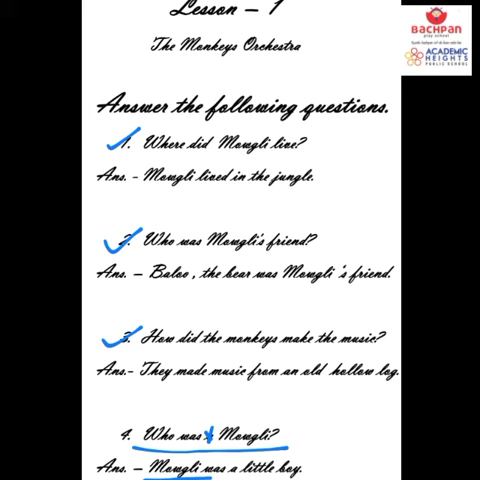 Lesson – 1
BACHPAN
play school
ACADEMIC
HEIGHTS
PUBLIC SCHOOL
The Monkeys Orchestra
Answer the following questions.
1. Where did Mowgli live?
Ans. - Mowgli lived in the jungle.
2. Who was Mowgli's friend?
Ans. – Baloo , the bear was Mowgli 's friend.
3. How did the monkeys make the music?
Ans.- They made music from an old hollow log.
4. Who was Mowgli?
Ans. – Mowgli was a little boy.